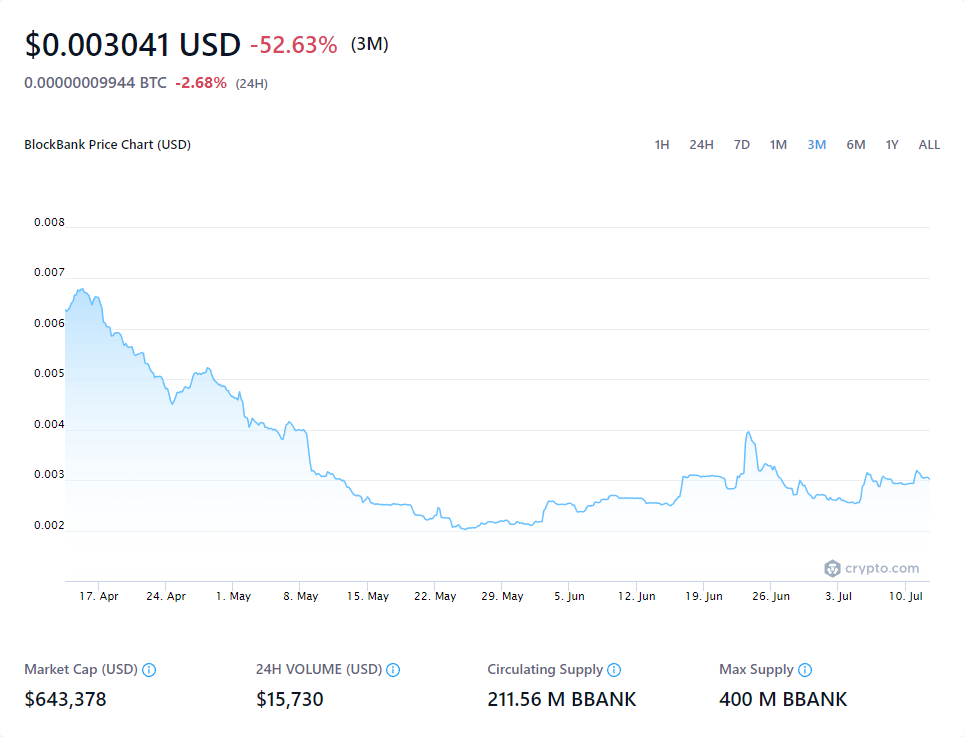 $0.003041 USD -52.63% (3M)
0.00000009944 BTC -2.68% (24H)
BlockBank Price Chart (USD) 1H 24H 7D 1M 3M 6M 1Y ALL
0.008
0.007
0.006
0.005
0.004
0.003
0.002
crypto.com
17. Apr 24. Apr 1. May 8. May 15. May 22. May 29. May 5. Jun 12. Jun 19. Jun 26. Jun 3. Jul 10. Jul
Market Cap (USD) 24H VOLUME (USD) Circulating Supply Max Supply
$643,378 $15,730 211.56 M BBANK 400 M BBANK